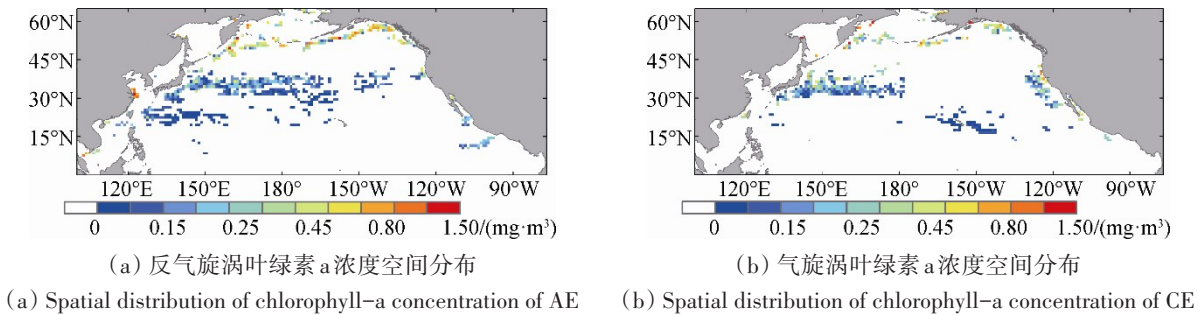 60°N
45°N
30°N
15°N
120°E 150°E 180° 150°W 120°W 90°W
0 0.15 0.25 0.45 0.80 1.50/(mg·m³)
(a) 反气旋涡叶绿素a浓度空间分布
(a) Spatial distribution of chlorophyll-a concentration of AE
60°N
45°N
30°N
15°N
120°E 150°E 180° 150°W 120°W 90°W
0 0.15 0.25 0.45 0.80 1.50/(mg·m³)
(b) 气旋涡叶绿素a浓度空间分布
(b) Spatial distribution of chlorophyll-a concentration of CE